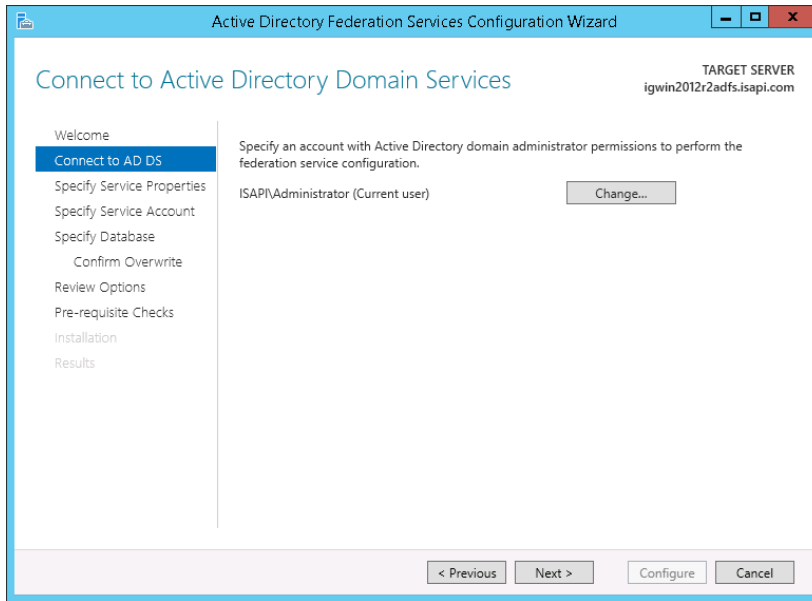 Active Directory Federation Services Configuration Wizard
Connect to Active Directory Domain Services
TARGET SERVER
igwin2012r2adfs.isapi.com
Welcome
Connect to AD DS
Specify Service Properties
Specify Service Account
Specify Database
Confirm Overwrite
Review Options
Pre-requisite Checks
Installation
Results
Specify an account with Active Directory domain administrator permissions to perform the
federation service configuration.
ISAPI\Administrator (Current user)
Change...
< Previous
Next >
Configure
Cancel